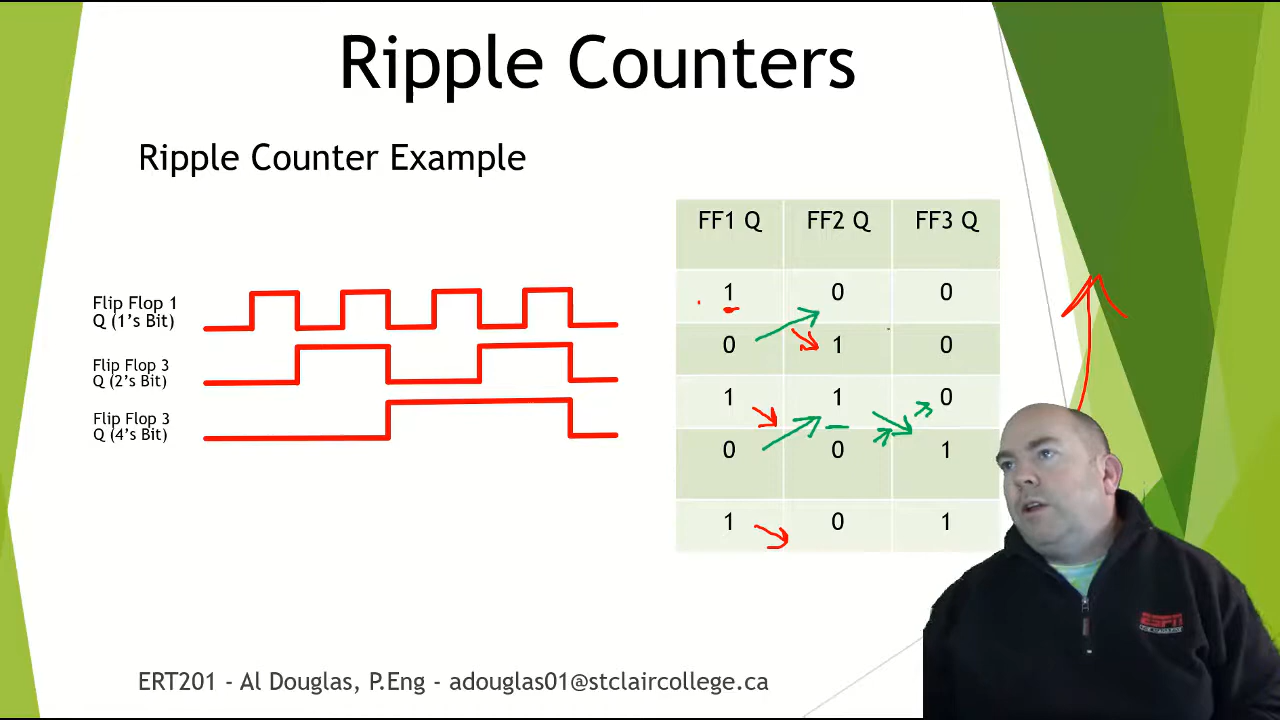 Ripple Counters
Ripple Counter Example
Flip Flop 1
Q (1's Bit)
Flip Flop 3
Q (2's Bit)
Flip Flop 3
Q (4's Bit)
FF1 Q FF2 Q FF3 Q
1 0 0
0 1 0
1 1 0
0 0 1
1 0 1
ESPN
ERT201 - Al Douglas, P.Eng - adouglas01@stclaircollege.ca